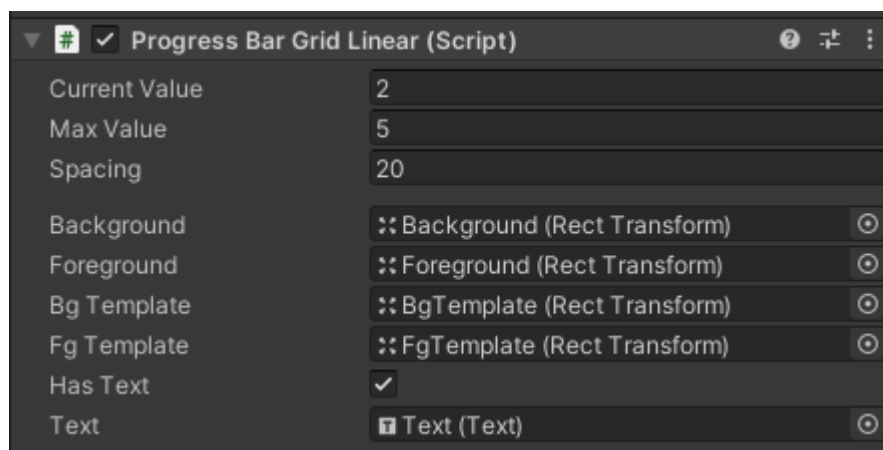 # Progress Bar Grid Linear (Script)
Current Value 2
Max Value 5
Spacing 20
Background Background (Rect Transform)
Foreground Foreground (Rect Transform)
Bg Template BgTemplate (Rect Transform)
Fg Template FgTemplate (Rect Transform)
Has Text
Text T Text (Text)